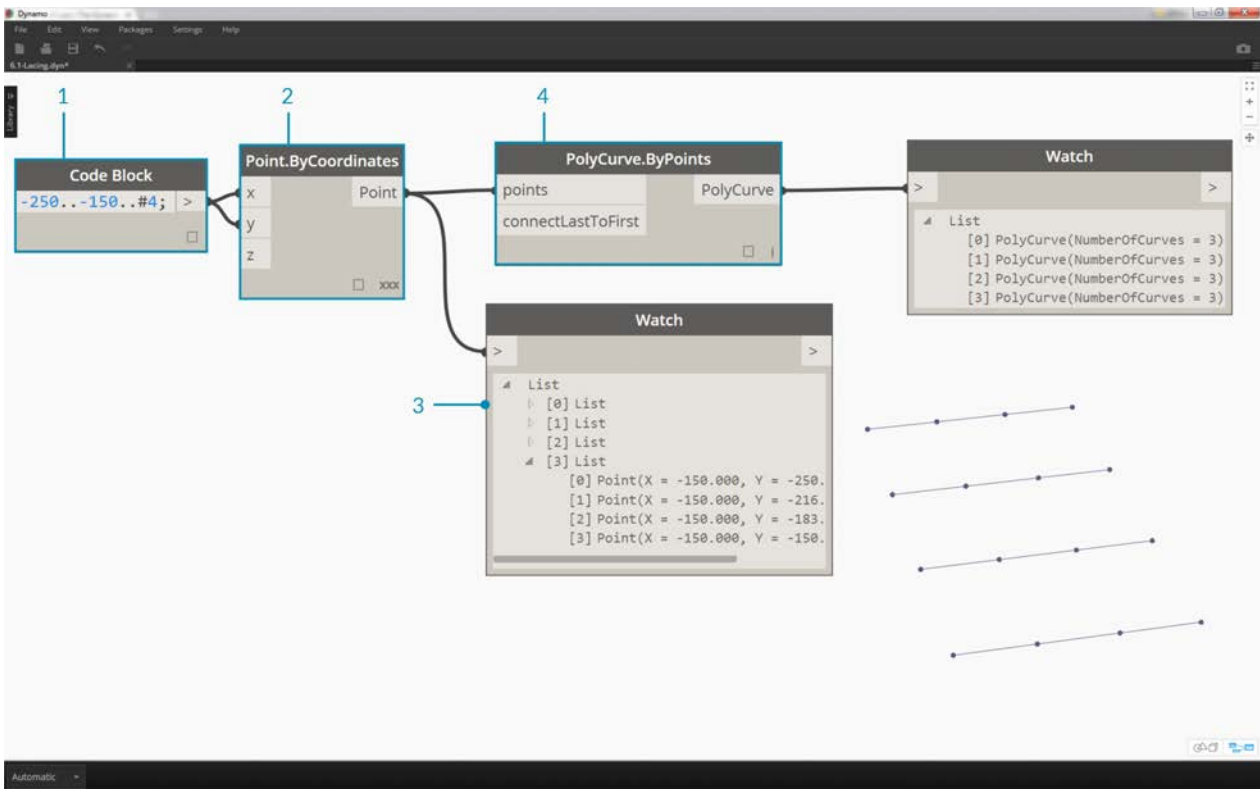 Dynamo
File Edit View Packages Settings Help
6.1-Lacing.dyn*
Library
1
2
4
Code Block
-250..-150..#4; >
Point.ByCoordinates
x Point
y
z
xxx
PolyCurve.ByPoints
points PolyCurve
connectLastToFirst
Watch
> >
List
[0] PolyCurve(NumberOfCurves = 3)
[1] PolyCurve(NumberOfCurves = 3)
[2] PolyCurve(NumberOfCurves = 3)
[3] PolyCurve(NumberOfCurves = 3)
3
Watch
> >
List
[0] List
[1] List
[2] List
[3] List
[0] Point(X = -150.000, Y = -250.
[1] Point(X = -150.000, Y = -216.
[2] Point(X = -150.000, Y = -183.
[3] Point(X = -150.000, Y = -150.
Automatic